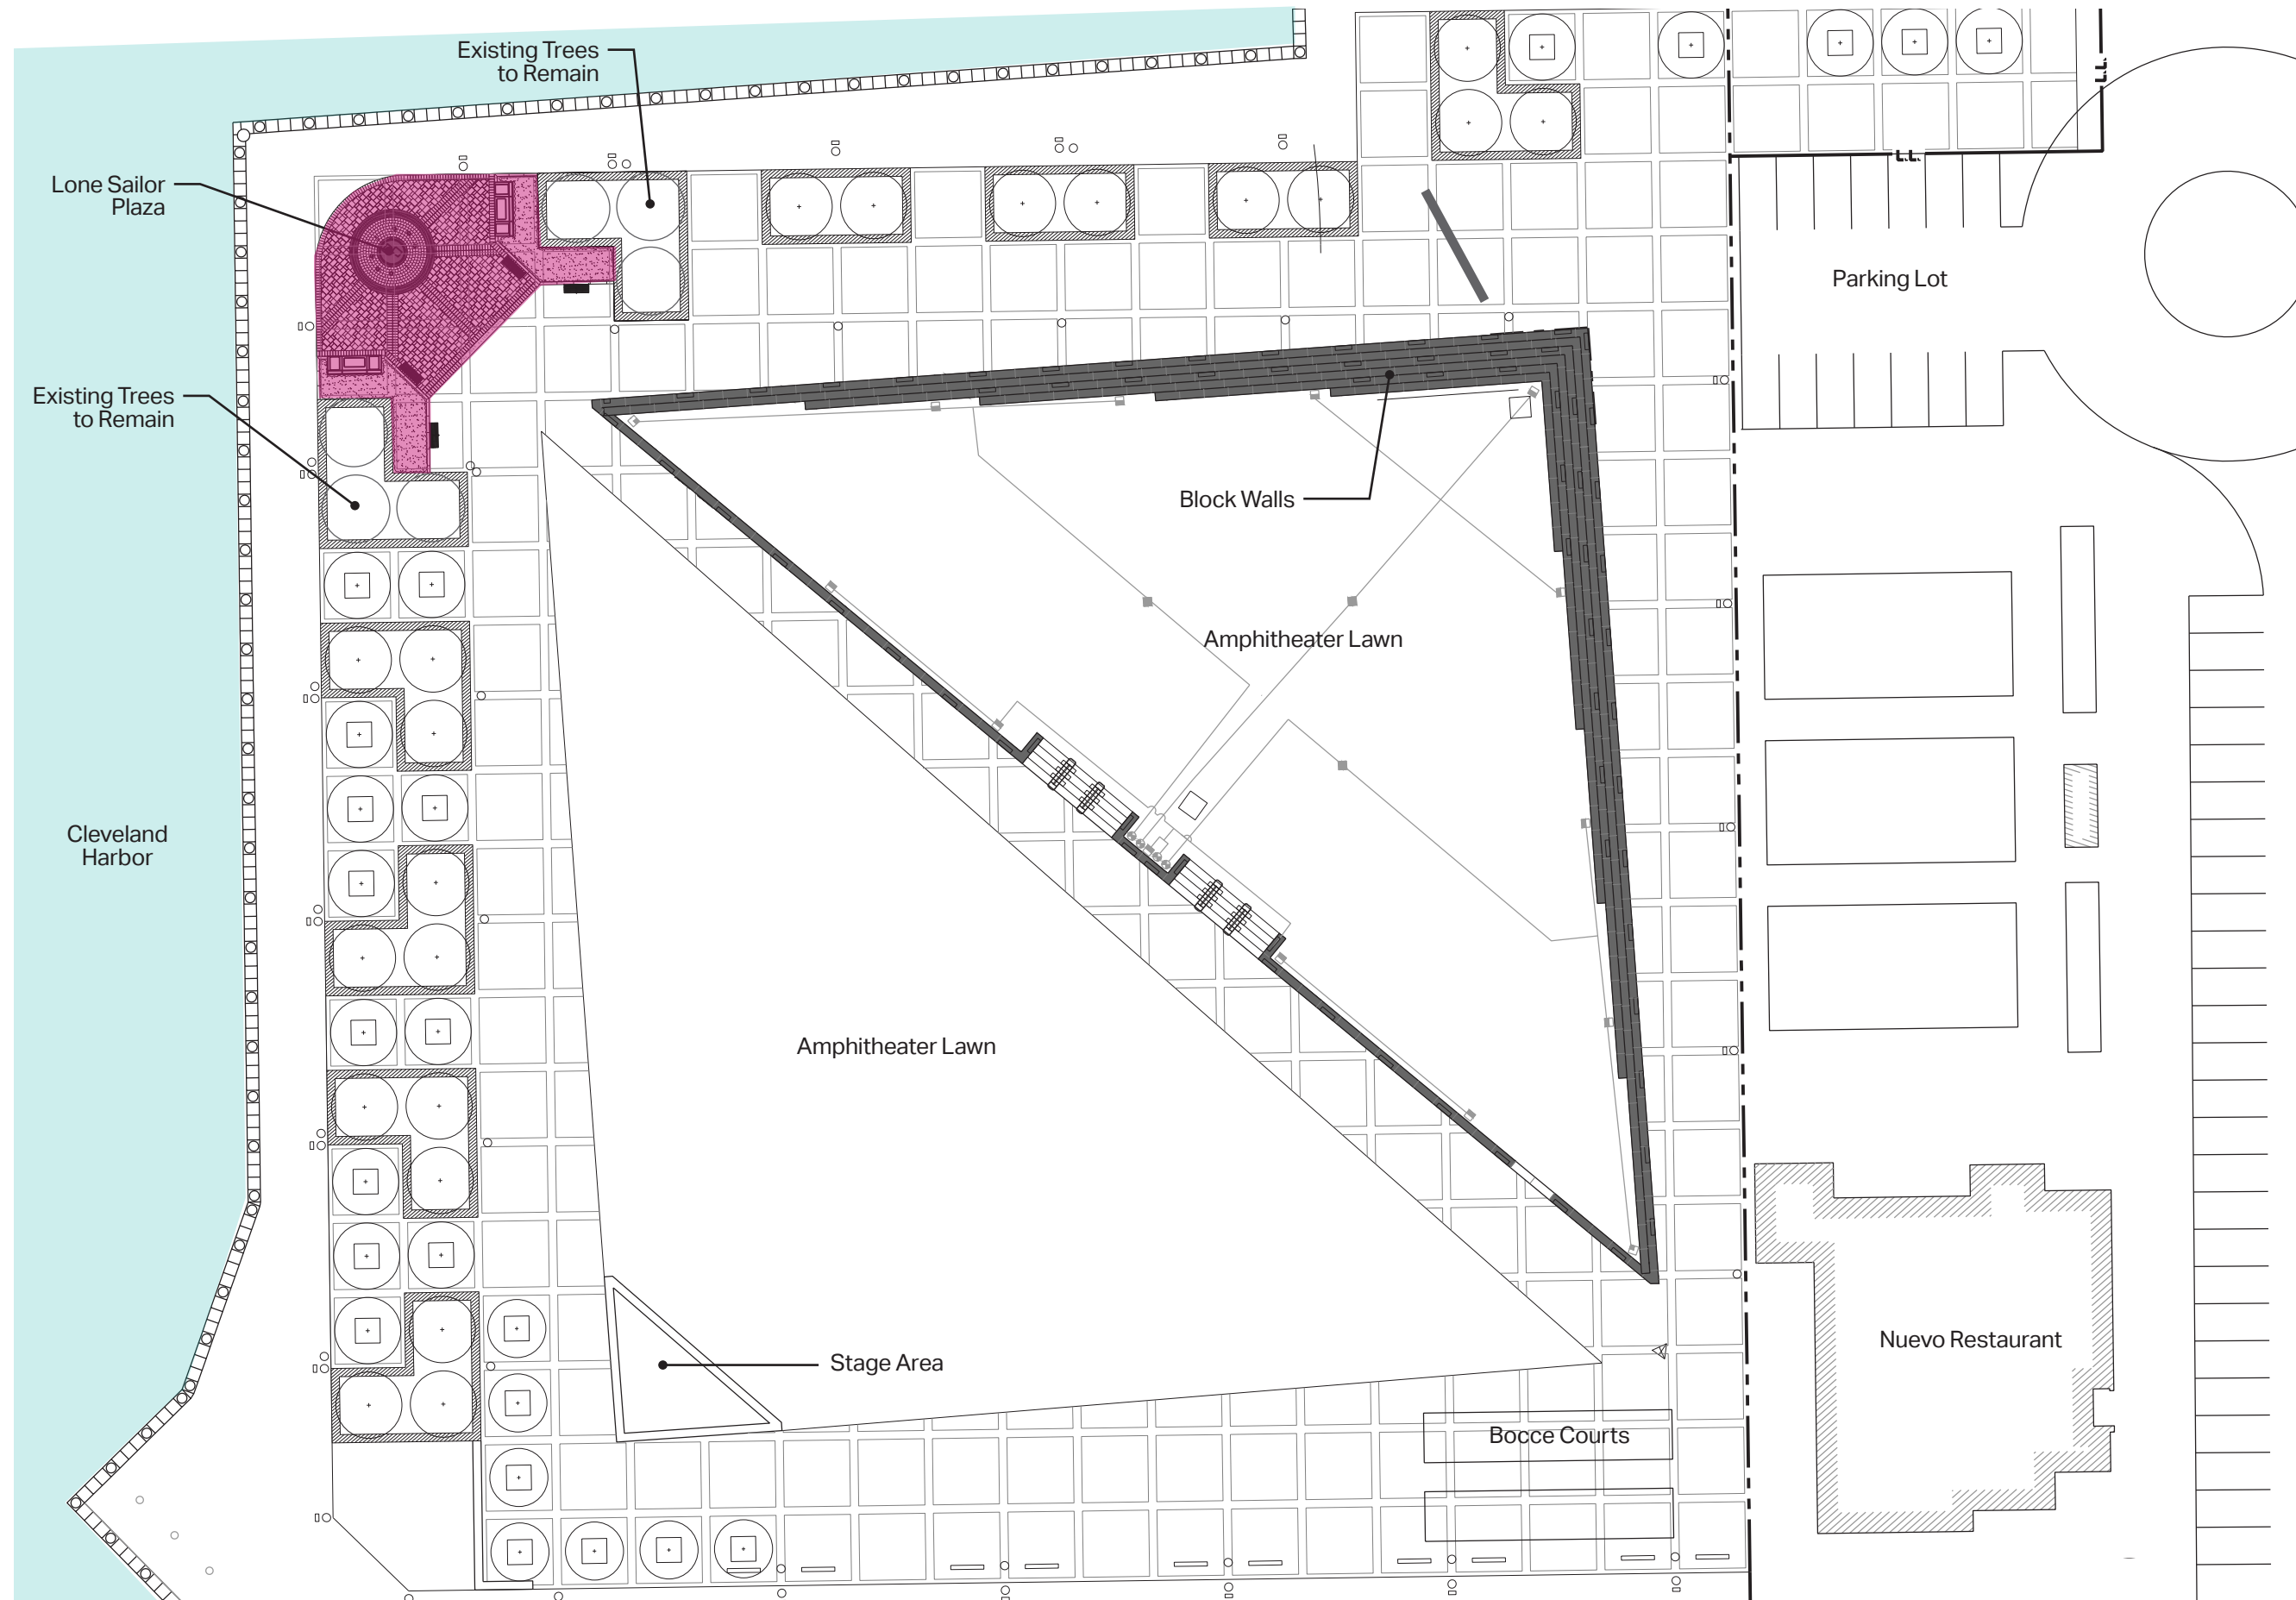 Existing Trees
to Remain
Lone Sailor
Plaza
Parking Lot
Existing Trees
to Remain
Block Walls
Amphitheater Lawn
Cleveland
Harbor
Amphitheater Lawn
Nuevo Restaurant
Stage Area
Bocce Courts